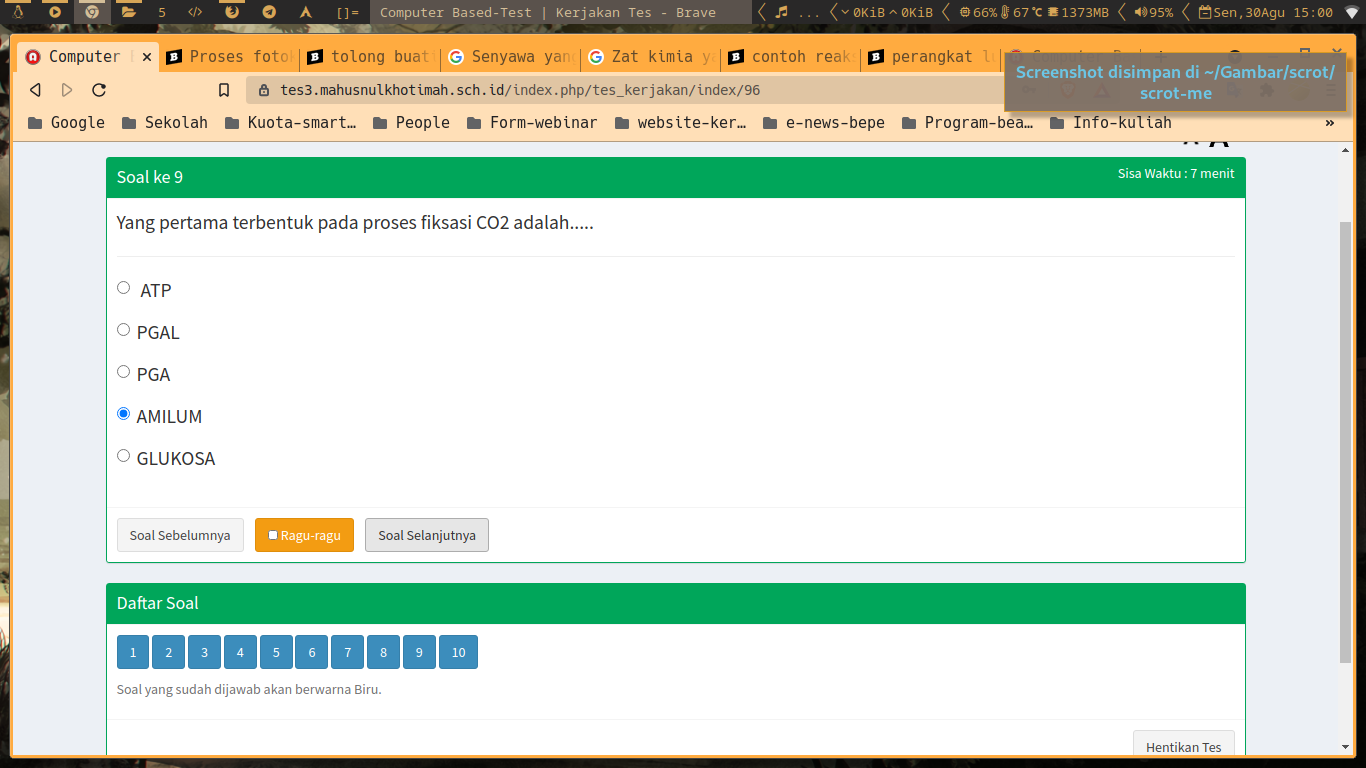 5
</>
[]=
Computer Based-Test | Kerjakan Tes - Brave
...
0KiB
0KiB
66%
67℃
1373MB
95%
Sen,30Agu 15:00
Computer
Proses foto
tolong buat
Senyawa yan
Zat kimia y
contoh reaks
perangkat l
Screenshot disimpan di ~/Gambar/scrot/
scrot-me
tes3.mahusnulkhotimah.sch.id/index.php/tes_kerjakan/index/96
Google
Sekolah
Kuota-smart…
People
Form-webinar
website-ker…
e-news-bepe
Program-bea…
Info-kuliah
»
Soal ke 9
Sisa Waktu : 7 menit
Yang pertama terbentuk pada proses fiksasi CO2 adalah.....
ATP
PGAL
PGA
AMILUM
GLUKOSA
Soal Sebelumnya
Ragu-ragu
Soal Selanjutnya
Daftar Soal
1 2 3 4 5 6 7 8 9 10
Soal yang sudah dijawab akan berwarna Biru.
Hentikan Tes